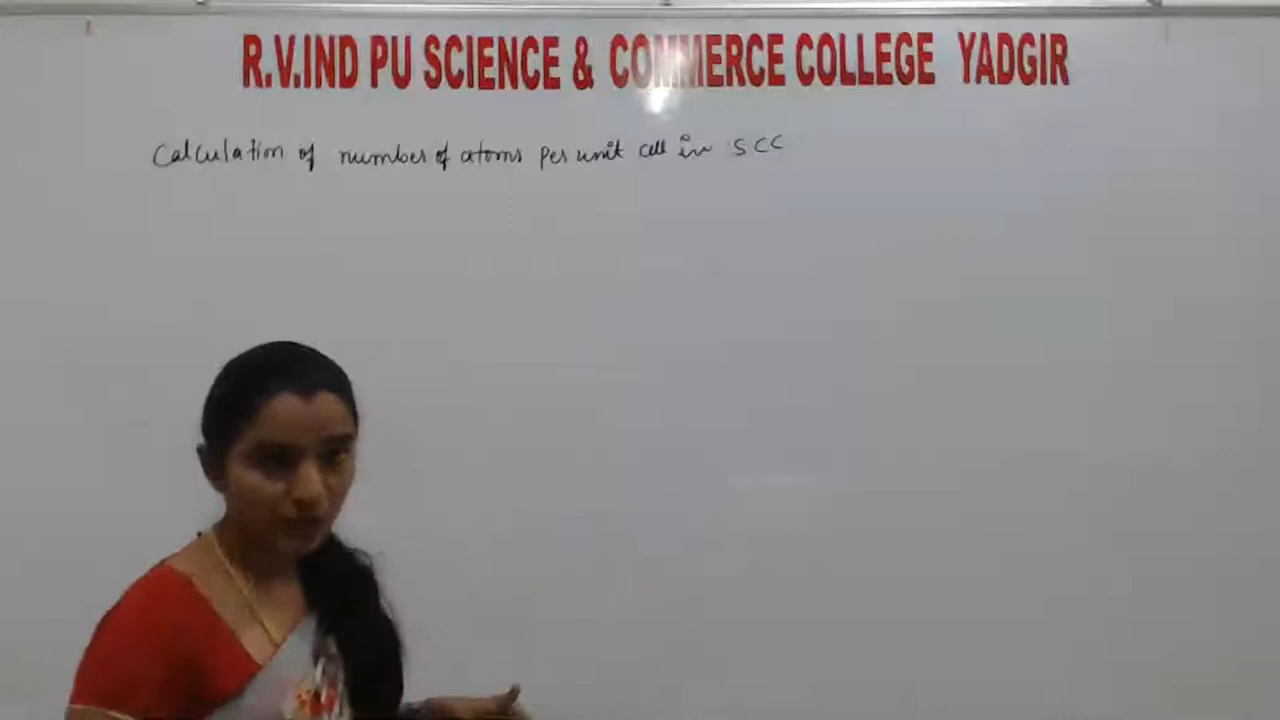 R.V.IND PU SCIENCE & COMMERCE COLLEGE YADGIR
Calculation of number of atoms Per unit cell in SCC